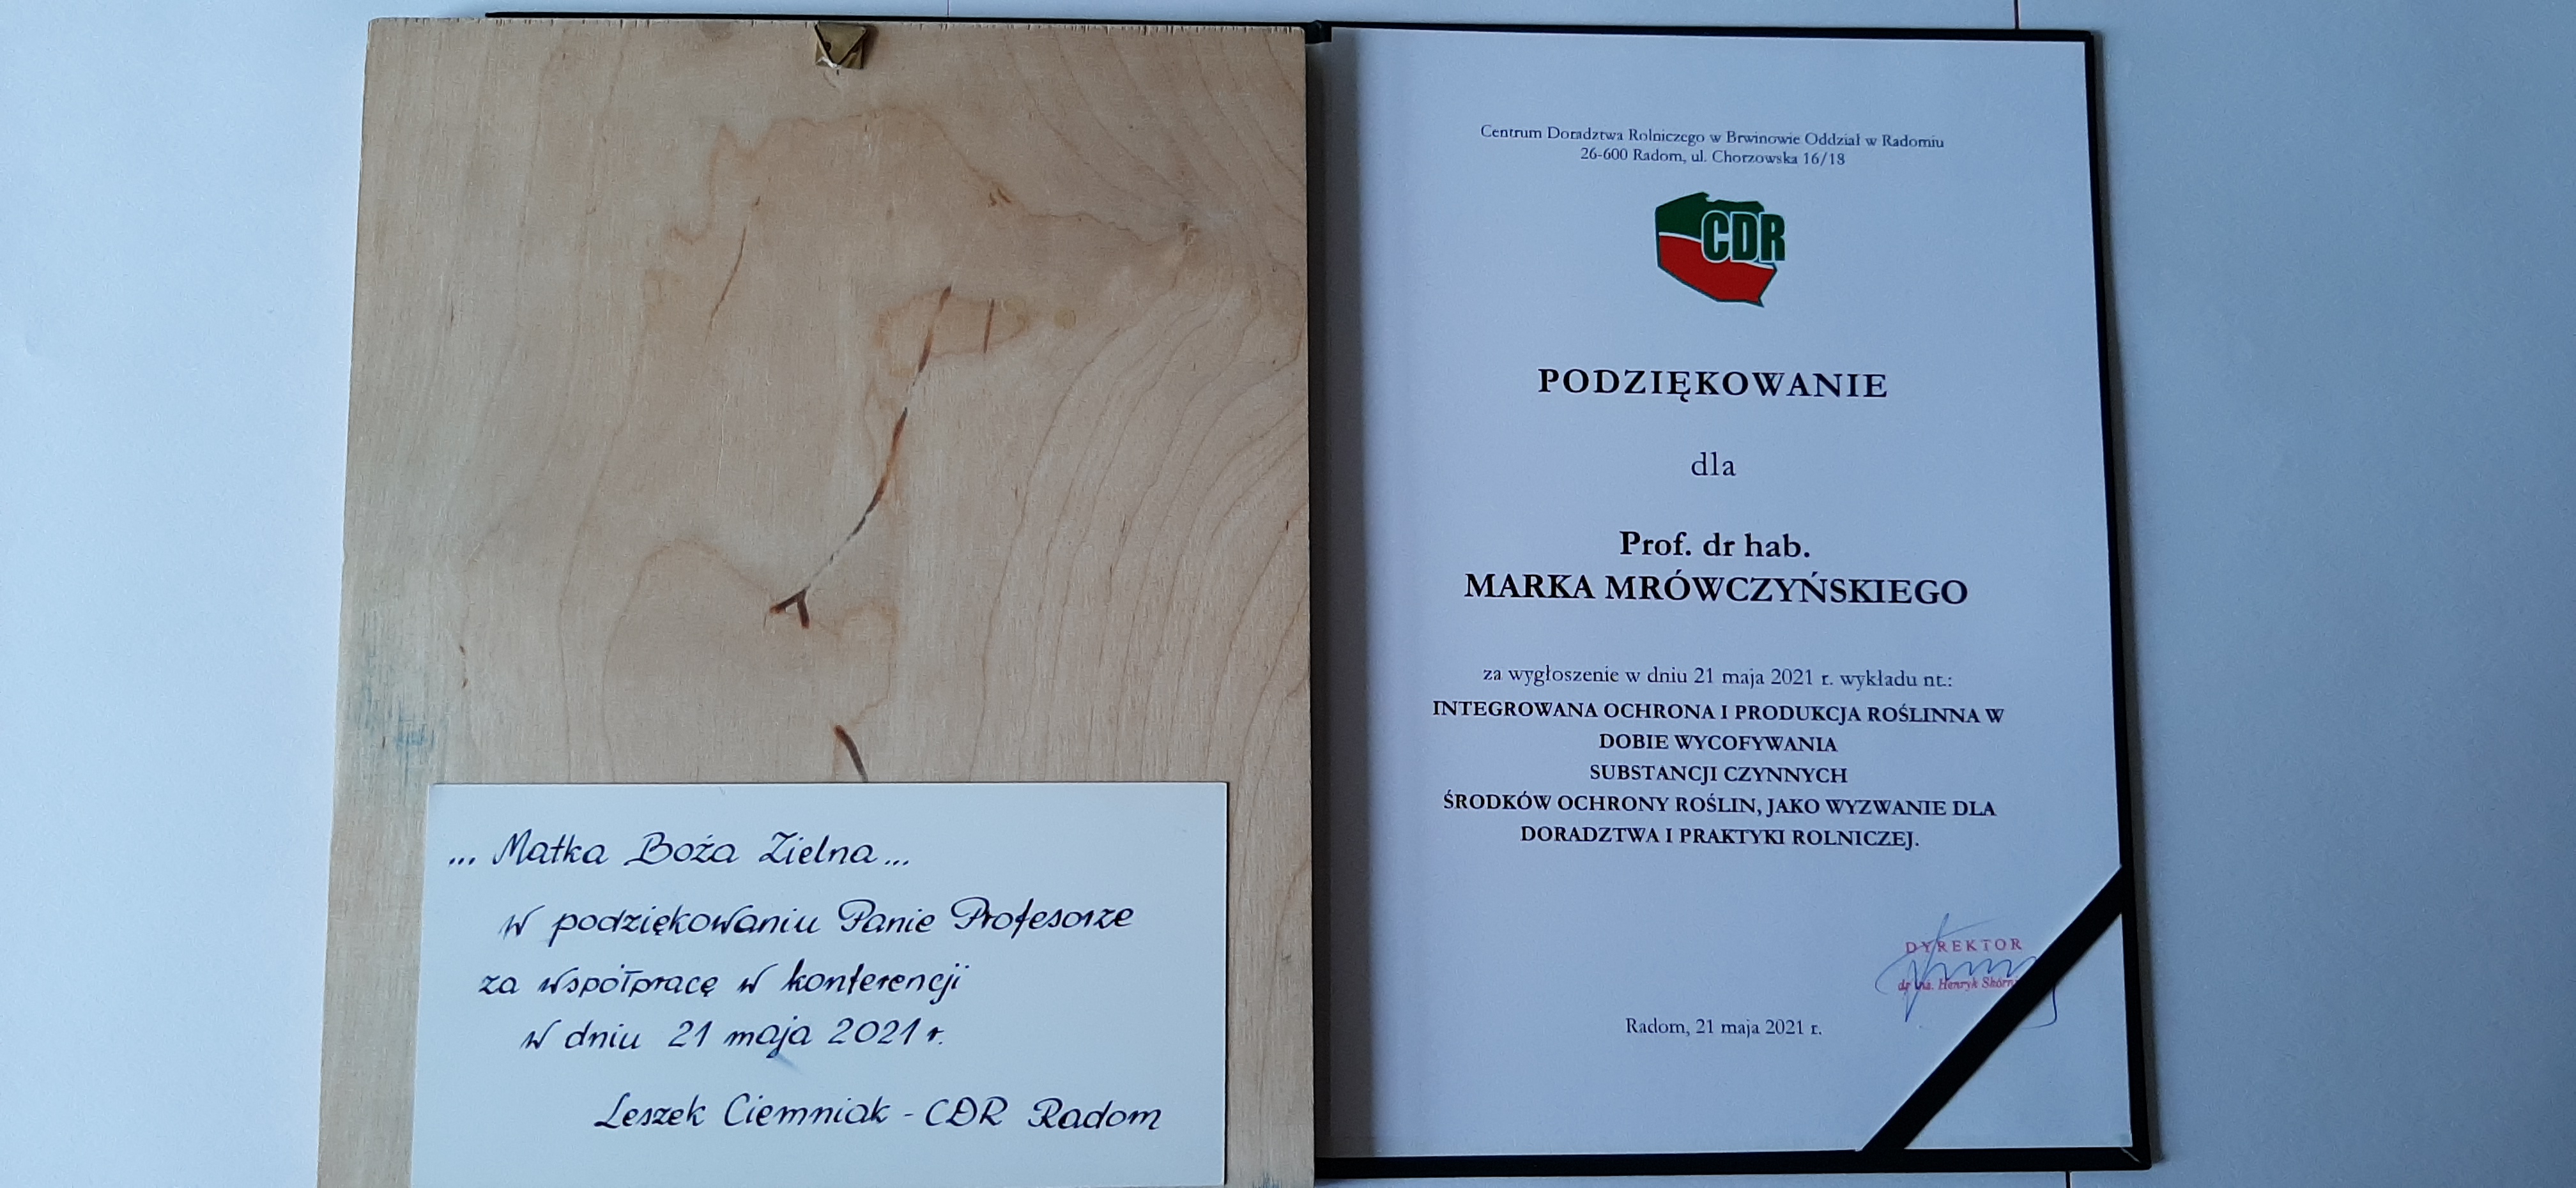 ... Matka Boża Zielna...
w podziękowaniu Panie Profesorze
za współpracę w konferencji
w dniu 21 maja 2021 r.
Leszek Ciemniak - CDR Radom
Centrum Doradztwa Rolniczego w Brwinowie Oddział w Radomiu
26-600 Radom, ul. Chorzowska 16/18
CDR
PODZIĘKOWANIE
dla
Prof. dr hab.
MARKA MRÓWCZYŃSKIEGO
za wygłoszenie w dniu 21 maja 2021 r. wykładu nt.:
INTEGROWANA OCHRONA I PRODUKCJA ROŚLINNA W
DOBIE WYCOFYWANIA
SUBSTANCJI CZYNNYCH
ŚRODKÓW OCHRONY ROŚLIN, JAKO WYZWANIE DLA
DORADZTWA I PRAKTYKI ROLNICZEJ.
DYREKTOR
Henryk
Radom, 21 maja 2021 r.